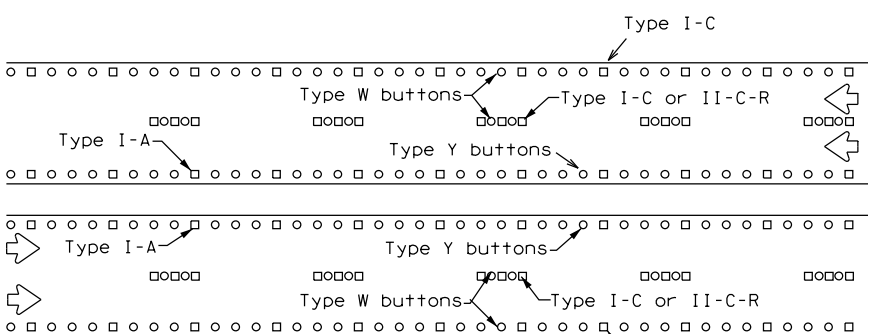 Type I-C
Type W buttons
Type I-C or II-C-R
Type I-A
Type Y buttons
Type I-A
Type Y buttons
Type W buttons
Type I-C or II-C-R